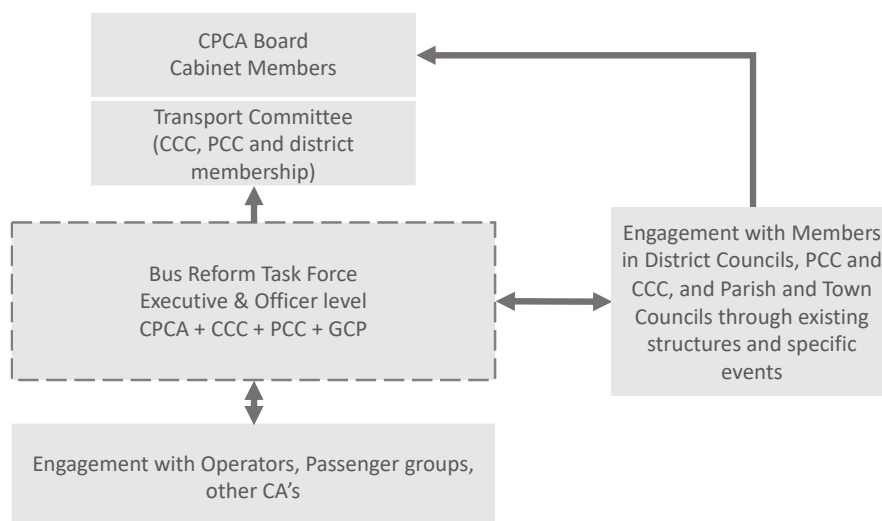 CPCA Board
Cabinet Members
Transport Committee
(CCC, PCC and district
membership)
Bus Reform Task Force
Executive & Officer level
CPCA + CCC + PCC + GCP
Engagement with Members
in District Councils, PCC and
CCC, and Parish and Town
Councils through existing
structures and specific
events
Engagement with Operators, Passenger groups,
other CA's